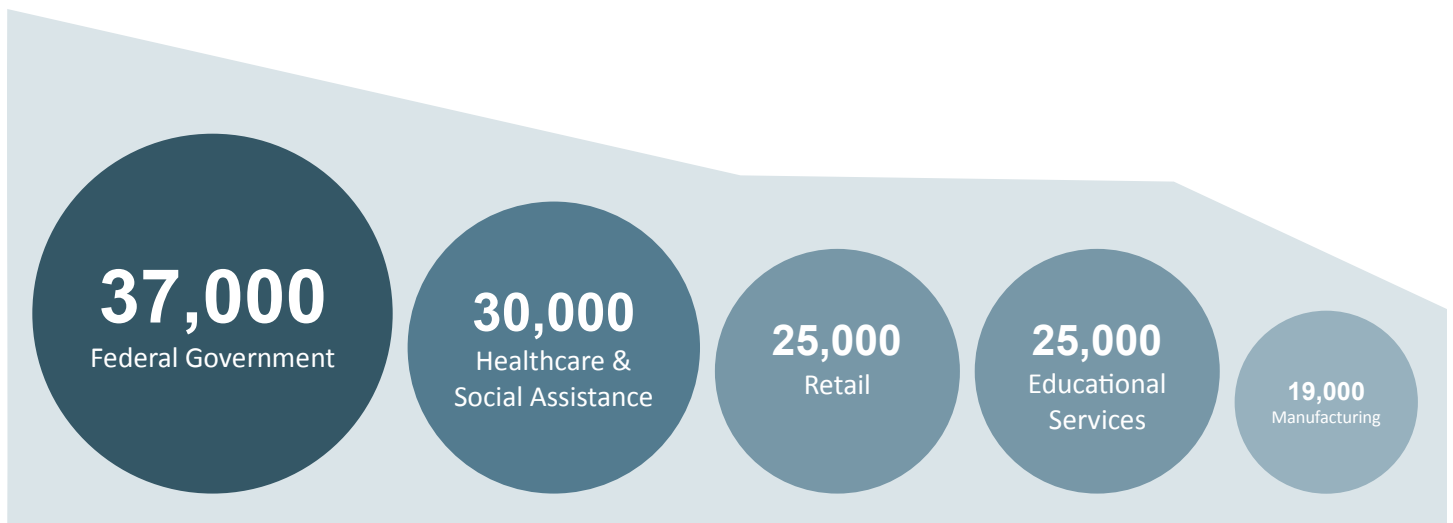 37,000
Federal Government
30,000
Healthcare &
Social Assistance
25,000
Retail
25,000
Educational
Services
19,000
Manufacturing